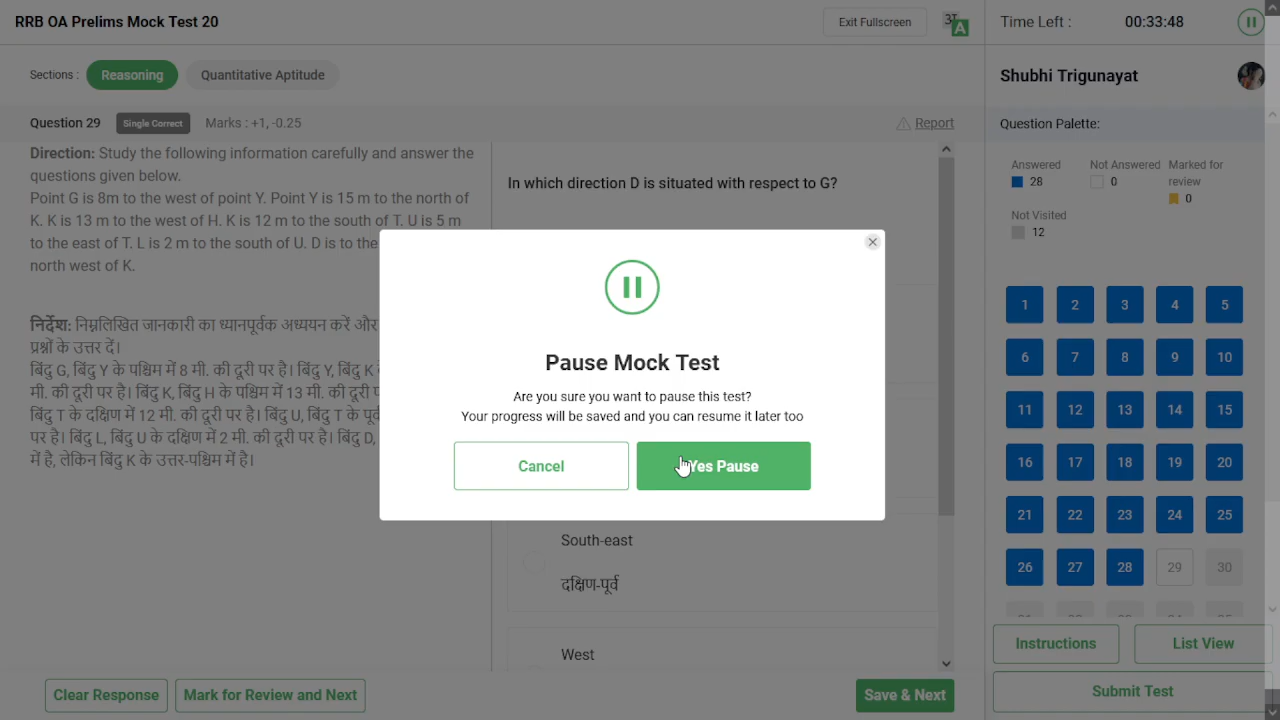 RRB OA Prelims Mock Test 20
Exit Fullscreen
Time Left :
00:33:48
Sections :
Reasoning
Quantitative Aptitude
Shubhi Trigunayat
Question 29
Single Correct
Marks : +1, -0.25
Report
Question Palette:
Direction: Study the following information carefully and answer the
questions given below.
Point G is 8m to the west of point Y. Point Y is 15 m to the north of
K. K is 13 m to the west of H. K is 12 m to the south of T. U is 5 m
to the east of T. L is 2 m to the south of U. D is to the
north west of K.
निर्देश: निम्नलिखित जानकारी का ध्यानपूर्वक अध्ययन करें और
प्रश्नों के उत्तर दें।
बिंदु G, बिंदु Y के पश्चिम में 8 मी. की दूरी पर है। बिंदु Y, बिंदु K
मी. की दूरी पर है। बिंदु K, बिंदु H के पश्चिम में 13 मी. की दूरी
बिंदु T के दक्षिण में 12 मी. की दूरी पर है। बिंदु U, बिंदु T के
पर है। बिंदु L, बिंदु U के दक्षिण में 2 मी. की दूरी पर है। बिंदु D,
में है, लेकिन बिंदु K के उत्तर-पश्चिम में है।
In which direction D is situated with respect to G?
Pause Mock Test
Are you sure you want to pause this test?
Your progress will be saved and you can resume it later too
Cancel
Yes Pause
South-east
दक्षिण-पूर्व
West
Answered
28
Not Answered
0
Marked for
review
0
Not Visited
12
1 2 3 4 5
6 7 8 9 10
11 12 13 14 15
16 17 18 19 20
21 22 23 24 25
26 27 28 29 30
Instructions
List View
Clear Response
Mark for Review and Next
Save & Next
Submit Test